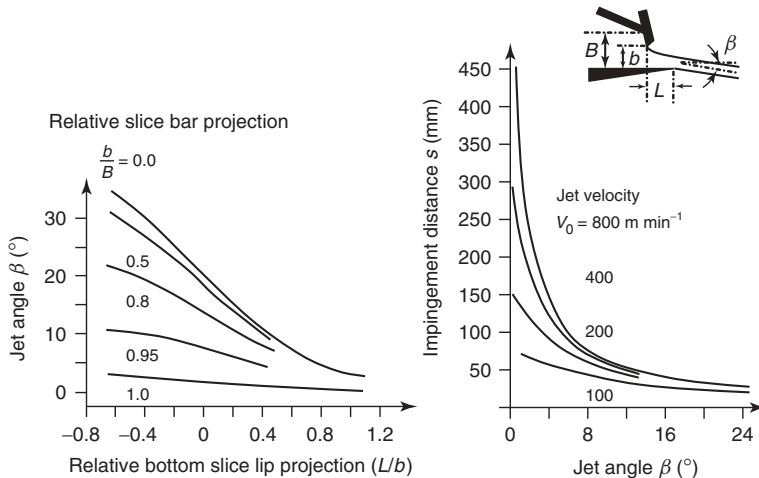 Relative slice bar projection
b/B = 0.0
0.5
0.8
0.95
1.0
30
20
10
0
Jet angle β (°)
−0.8 −0.4 0 0.4 0.8 1.2
Relative bottom slice lip projection (L/b)
B
b
L
β
450
400
350
300
250
200
150
100
50
Impingement distance s (mm)
Jet velocity
V₀ = 800 m min⁻¹
400
200
100
0 8 16 24
Jet angle β (°)